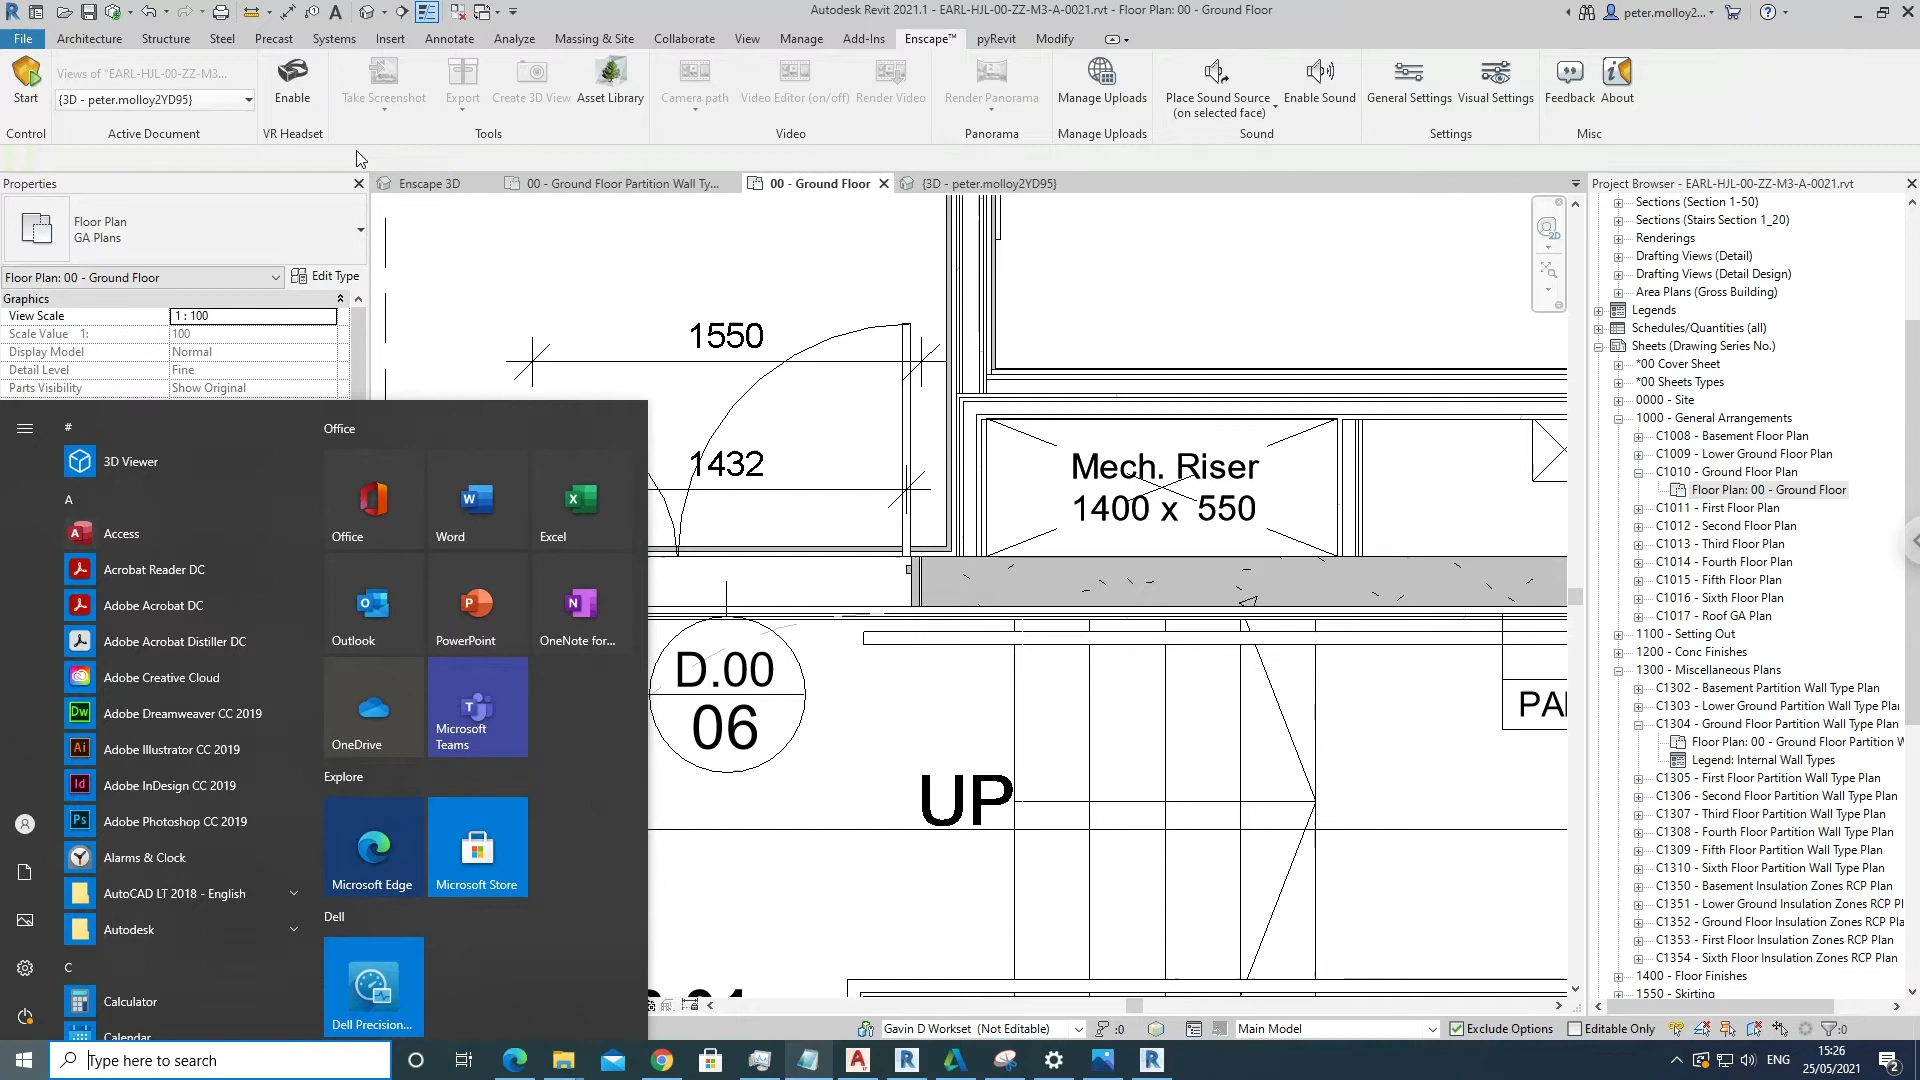 Autodesk Revit 2021.1 - EARL-HJL-00-ZZ-M3-A-0021.rvt - Floor Plan: 00 - Ground Floor
peter.molloy2...
File Architecture Structure Steel Precast Systems Insert Annotate Analyze Massing & Site Collaborate View Manage Add-Ins Enscape™ pyRevit Modify
Views of "EARL-HJL-00-ZZ-M3...
{3D - peter.molloy2YD95}
Start Enable Take Screenshot Export Create 3D View Asset Library Camera path Video Editor (on/off) Render Video Render Panorama Manage Uploads Place Sound Source Enable Sound General Settings Visual Settings Feedback About
(on selected face)
Control Active Document VR Headset Tools Video Panorama Manage Uploads Sound Settings Misc
Properties
Enscape 3D 00 - Ground Floor Partition Wall Ty... 00 - Ground Floor {3D - peter.molloy2YD95}
Project Browser - EARL-HJL-00-ZZ-M3-A-0021.rvt
Floor Plan
GA Plans
Floor Plan: 00 - Ground Floor Edit Type
Graphics
View Scale 1 : 100
Scale Value 1: 100
Display Model Normal
Detail Level Fine
Parts Visibility Show Original
#
3D Viewer
A
Access
Acrobat Reader DC
Adobe Acrobat DC
Adobe Acrobat Distiller DC
Adobe Creative Cloud
Adobe Dreamweaver CC 2019
Adobe Illustrator CC 2019
Adobe InDesign CC 2019
Adobe Photoshop CC 2019
Alarms & Clock
AutoCAD LT 2018 - English
Autodesk
C
Calculator
Calendar
Office
Office Word Excel
Outlook PowerPoint OneNote for...
OneDrive Microsoft Teams
Explore
Microsoft Edge Microsoft Store
Dell
Dell Precision...
1550
1432
Mech. Riser
1400 x 550
D.00
06
UP
PA
2D
Sections (Section 1-50)
Sections (Stairs Section 1_20)
Renderings
Drafting Views (Detail)
Drafting Views (Detail Design)
Area Plans (Gross Building)
Legends
Schedules/Quantities (all)
Sheets (Drawing Series No.)
*00 Cover Sheet
*00 Sheets Types
0000 - Site
1000 - General Arrangements
C1008 - Basement Floor Plan
C1009 - Lower Ground Floor Plan
C1010 - Ground Floor Plan
Floor Plan: 00 - Ground Floor
C1011 - First Floor Plan
C1012 - Second Floor Plan
C1013 - Third Floor Plan
C1014 - Fourth Floor Plan
C1015 - Fifth Floor Plan
C1016 - Sixth Floor Plan
C1017 - Roof GA Plan
1100 - Setting Out
1200 - Conc Finishes
1300 - Miscellaneous Plans
C1302 - Basement Partition Wall Type Plan
C1303 - Lower Ground Partition Wall Type Plan
C1304 - Ground Floor Partition Wall Type Plan
Floor Plan: 00 - Ground Floor Partition W
Legend: Internal Wall Types
C1305 - First Floor Partition Wall Type Plan
C1306 - Second Floor Partition Wall Type Plan
C1307 - Third Floor Partition Wall Type Plan
C1308 - Fourth Floor Partition Wall Type Plan
C1309 - Fifth Floor Partition Wall Type Plan
C1310 - Sixth Floor Partition Wall Type Plan
C1350 - Basement Insulation Zones RCP Plan
C1351 - Lower Ground Insulation Zones RCP Pl
C1352 - Ground Floor Insulation Zones RCP Pla
C1353 - First Floor Insulation Zones RCP Plan
C1354 - Sixth Floor Insulation Zones RCP Plan
1400 - Floor Finishes
1550 - Skirting
Gavin D Workset (Not Editable) :0 Main Model Exclude Options Editable Only :0
Type here to search
ENG
15:26
25/05/2021
2